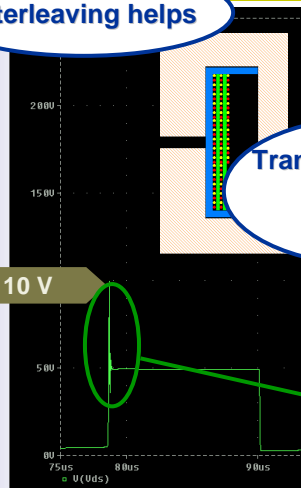 terleaving helps
200V
150V
Tran
10 V
50V
0V
75us 80us 90us
V(Vds)